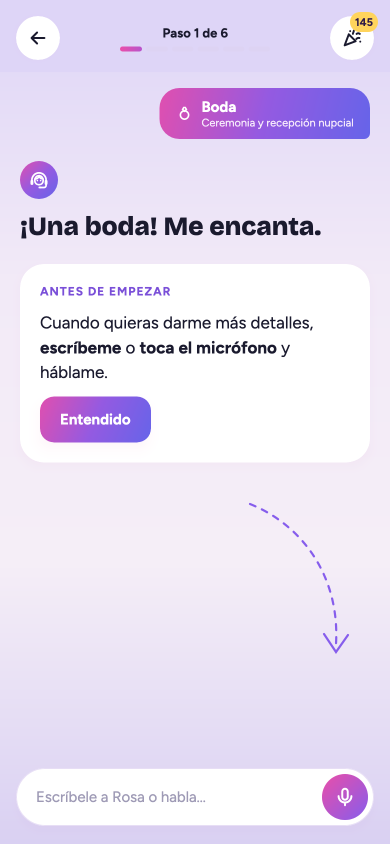 Paso 1 de 6
145
Boda
Ceremonia y recepción nupcial
¡Una boda! Me encanta.
ANTES DE EMPEZAR
Cuando quieras darme más detalles,
escríbeme o toca el micrófono y
háblame.
Entendido
Escríbele a Rosa o habla...